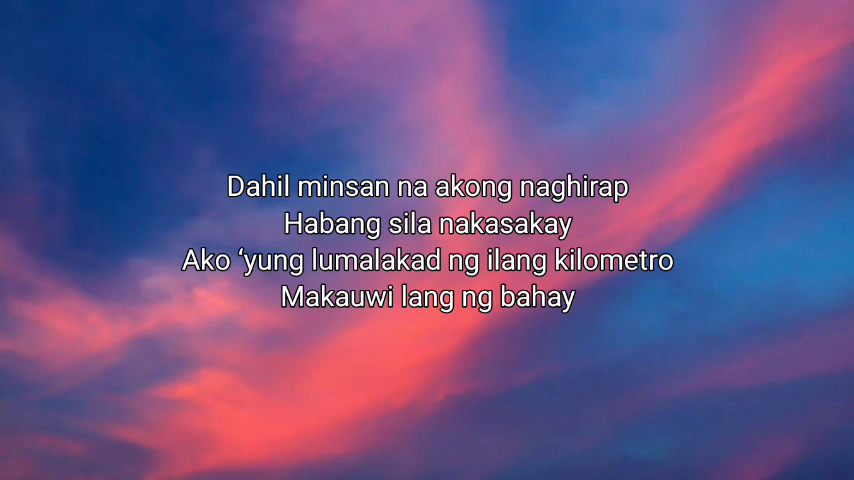 Dahil minsan na akong naghirap
Habang sila nakasakay
Ako ‘yung lumalakad ng ilang kilometro
Makauwi lang ng bahay